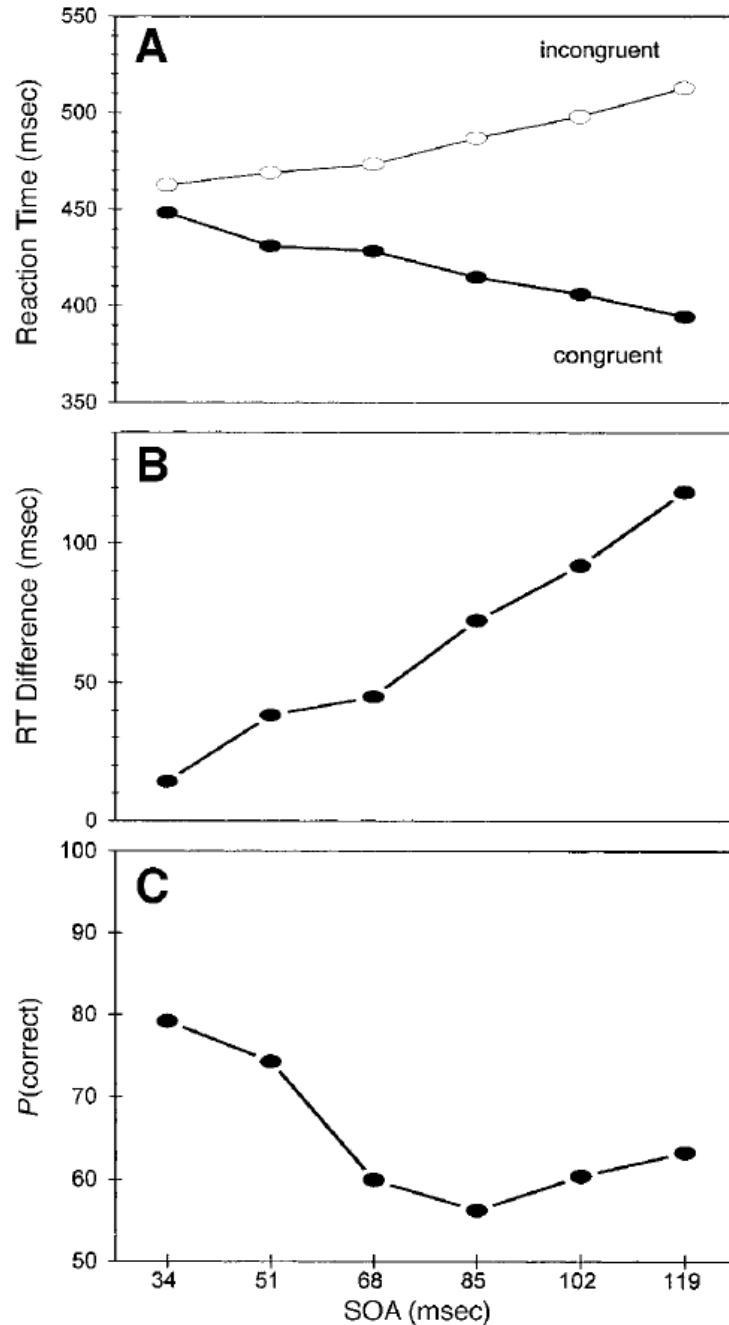 A
incongruent
congruent
Reaction Time (msec)
550
500
450
400
350
B
RT Difference (msec)
100
50
0
C
P(correct)
100
90
80
70
60
50
34 51 68 85 102 119
SOA (msec)